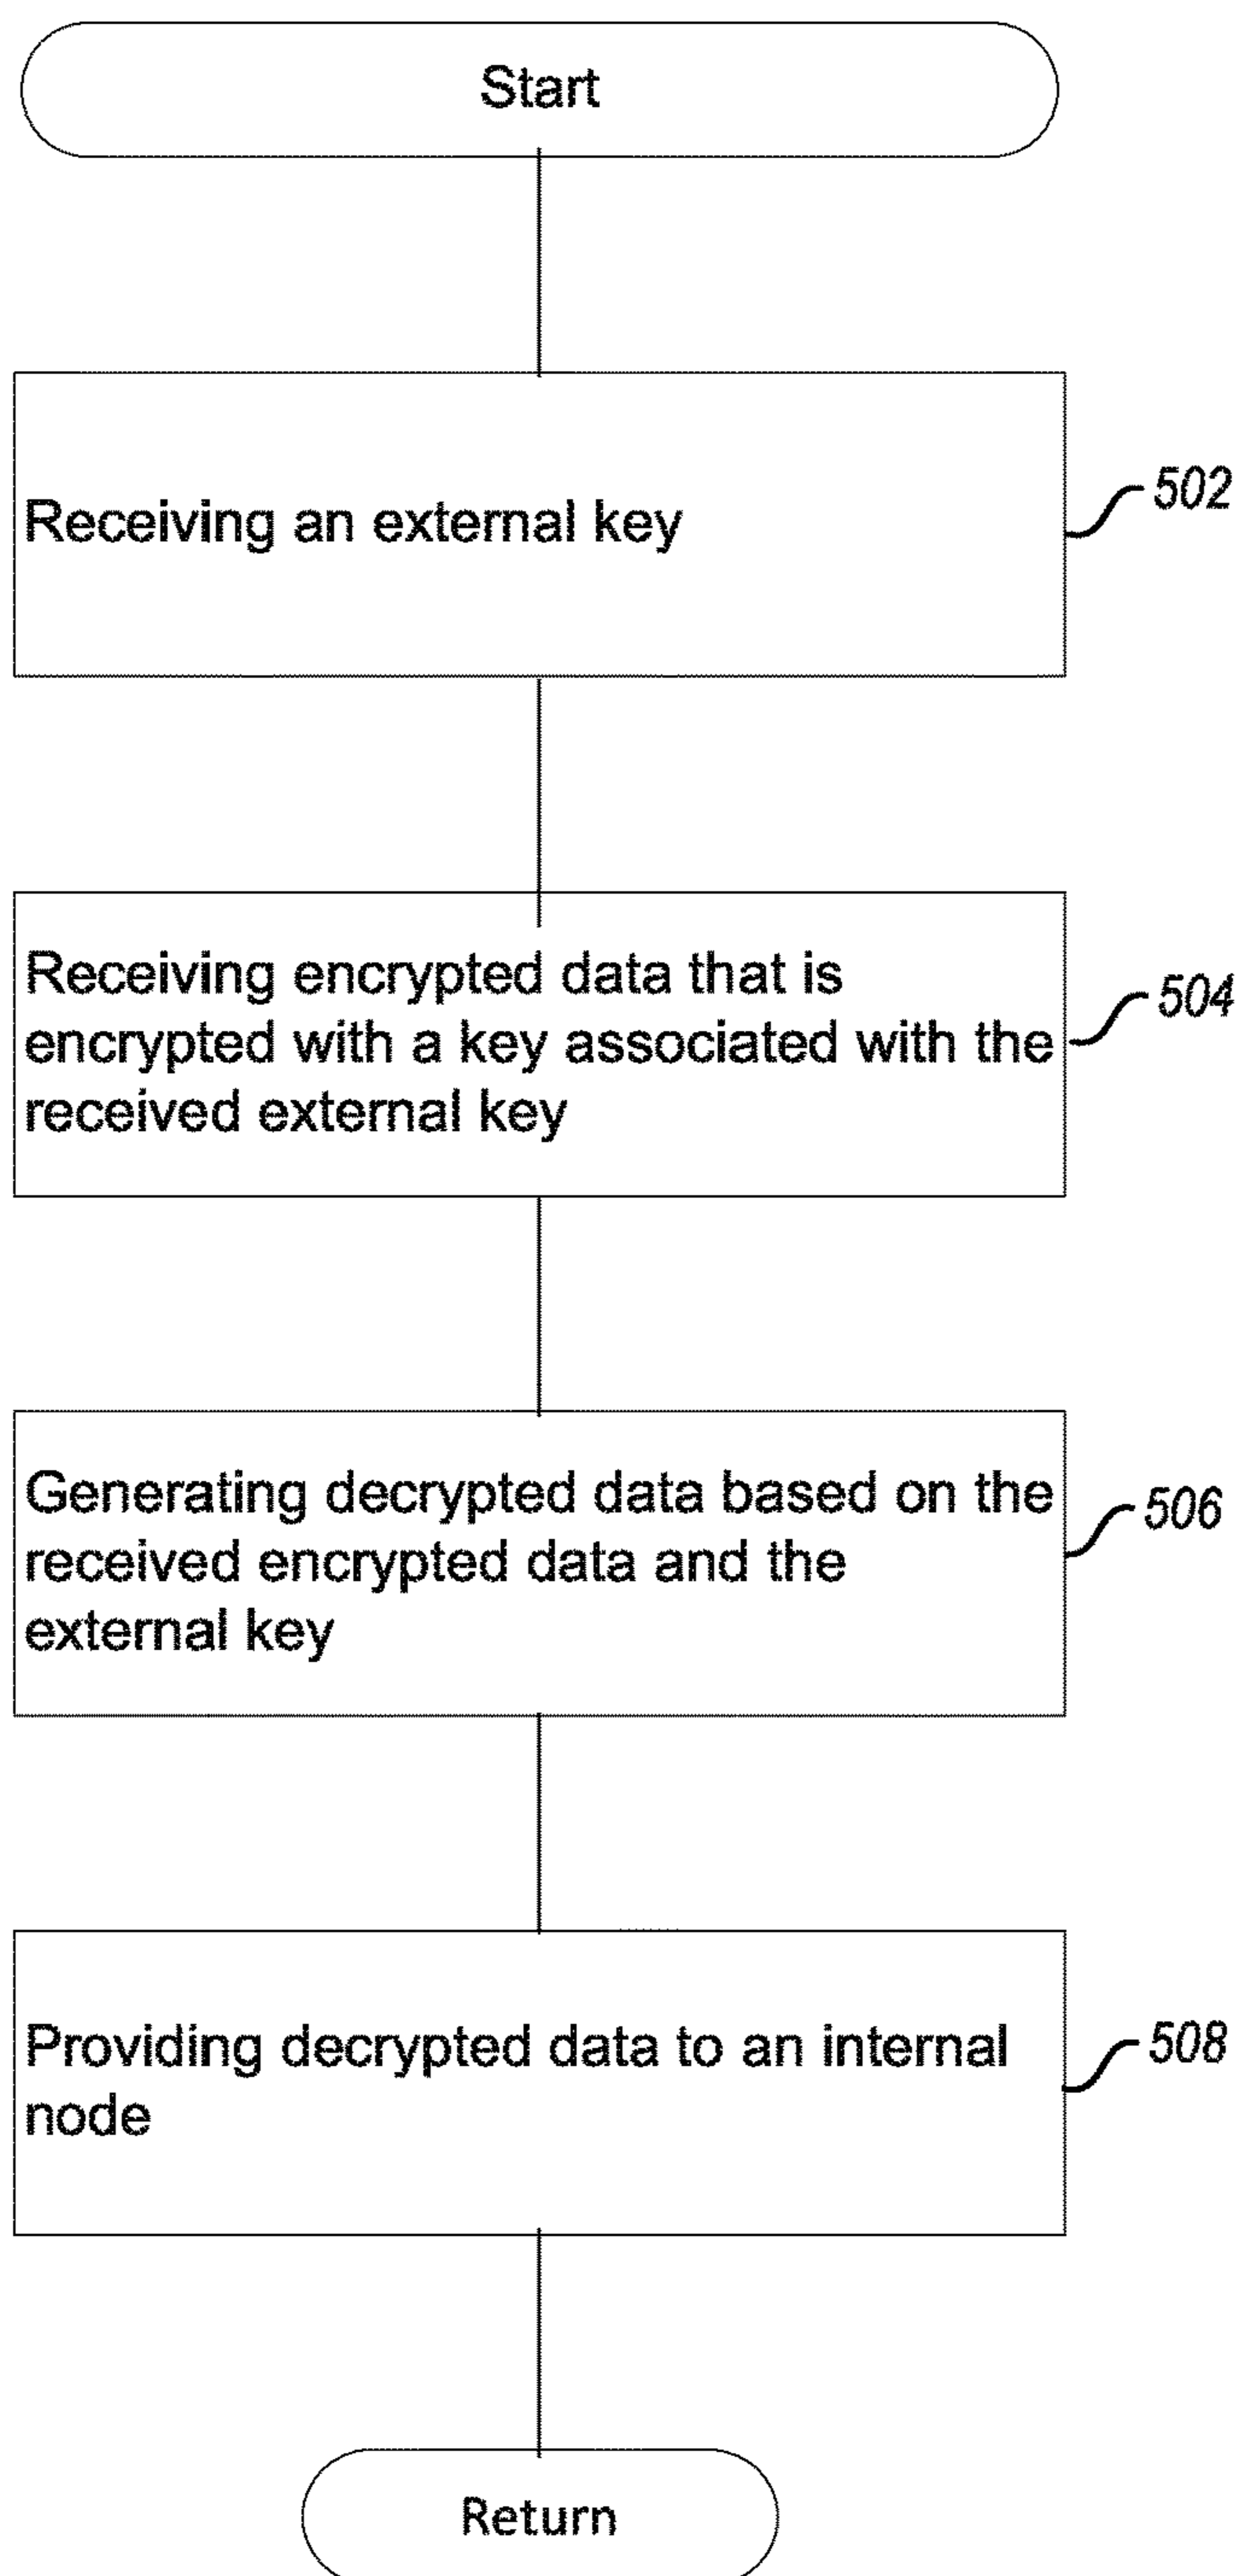 Start
Receiving an external key
502
Receiving encrypted data that is
encrypted with a key associated with the
received external key
504
Generating decrypted data based on the
received encrypted data and the
external key
506
Providing decrypted data to an internal
node
508
Return